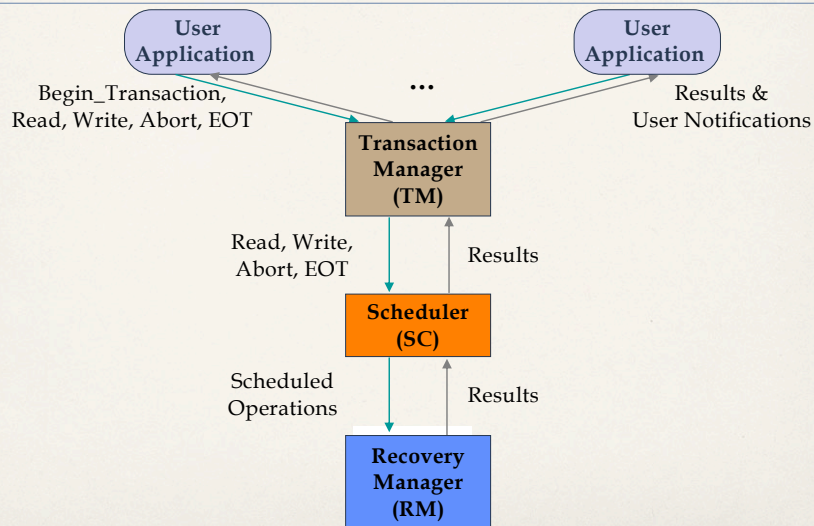 User
Application
User
Application
...
Begin_Transaction,
Read, Write, Abort, EOT
Results &
User Notifications
Transaction
Manager
(TM)
Read, Write,
Abort, EOT
Results
Scheduler
(SC)
Scheduled
Operations
Results
Recovery
Manager
(RM)